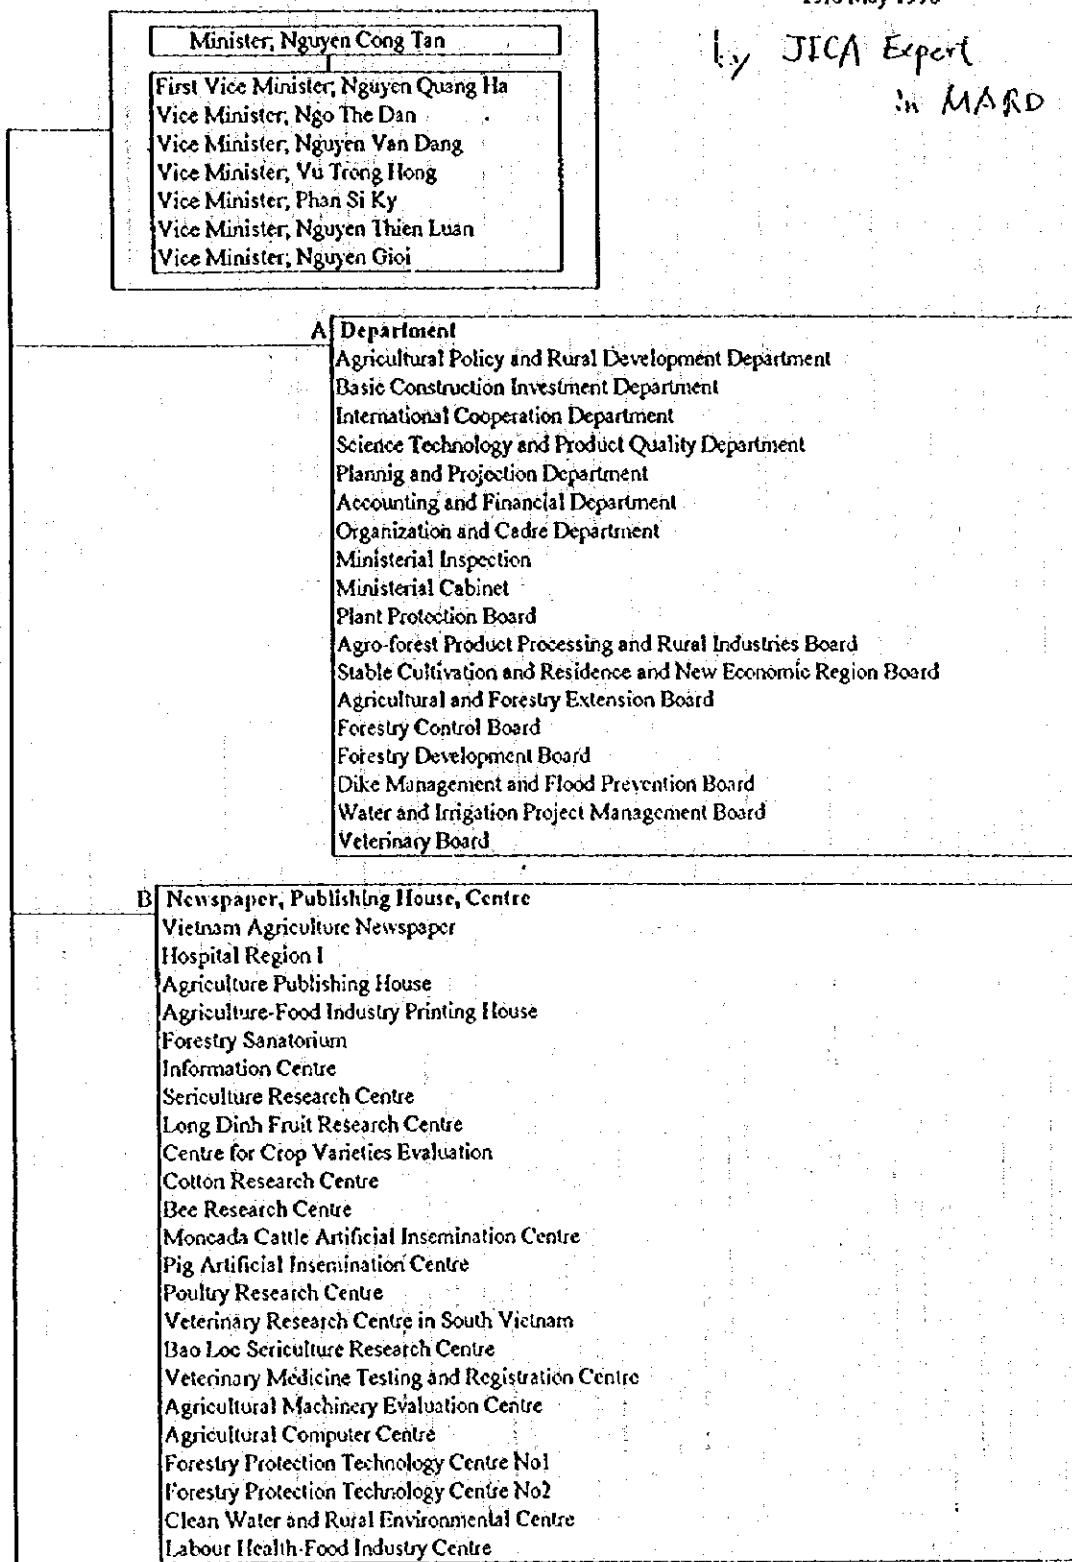 Minister, Nguyen Cong Tan
by JICA Expert
in MARD
First Vice Minister, Nguyen Quang Ha
Vice Minister, Ngo The Dan
Vice Minister, Nguyen Van Dang
Vice Minister, Vu Trong Hong
Vice Minister, Phan Si Ky
Vice Minister, Nguyen Thien Luan
Vice Minister, Nguyen Gioi
A Department
Agricultural Policy and Rural Development Department
Basic Construction Investment Department
International Cooperation Department
Science Technology and Product Quality Department
Plannig and Projection Department
Accounting and Financial Department
Organization and Cadre Department
Ministerial Inspection
Ministerial Cabinet
Plant Protection Board
Agro-forest Product Processing and Rural Industries Board
Stable Cultivation and Residence and New Economic Region Board
Agricultural and Forestry Extension Board
Forestry Control Board
Forestry Development Board
Dike Management and Flood Prevention Board
Water and Irrigation Project Management Board
Veterinary Board
B Newspaper, Publishing House, Centre
Vietnam Agriculture Newspaper
Hospital Region I
Agriculture Publishing House
Agriculture-Food Industry Printing House
Forestry Sanatorium
Information Centre
Sericulture Research Centre
Long Dinh Fruit Research Centre
Centre for Crop Varieties Evaluation
Cotton Research Centre
Bee Research Centre
Moncada Cattle Artificial Insemination Centre
Pig Artificial Insemination Centre
Poultry Research Centre
Veterinary Research Centre in South Vietnam
Bao Loc Sericulture Research Centre
Veterinary Medicine Testing and Registration Centre
Agricultural Machinery Evaluation Centre
Agricultural Computer Centre
Forestry Protection Technology Centre No1
Forestry Protection Technology Centre No2
Clean Water and Rural Environmental Centre
Labour Health-Food Industry Centre